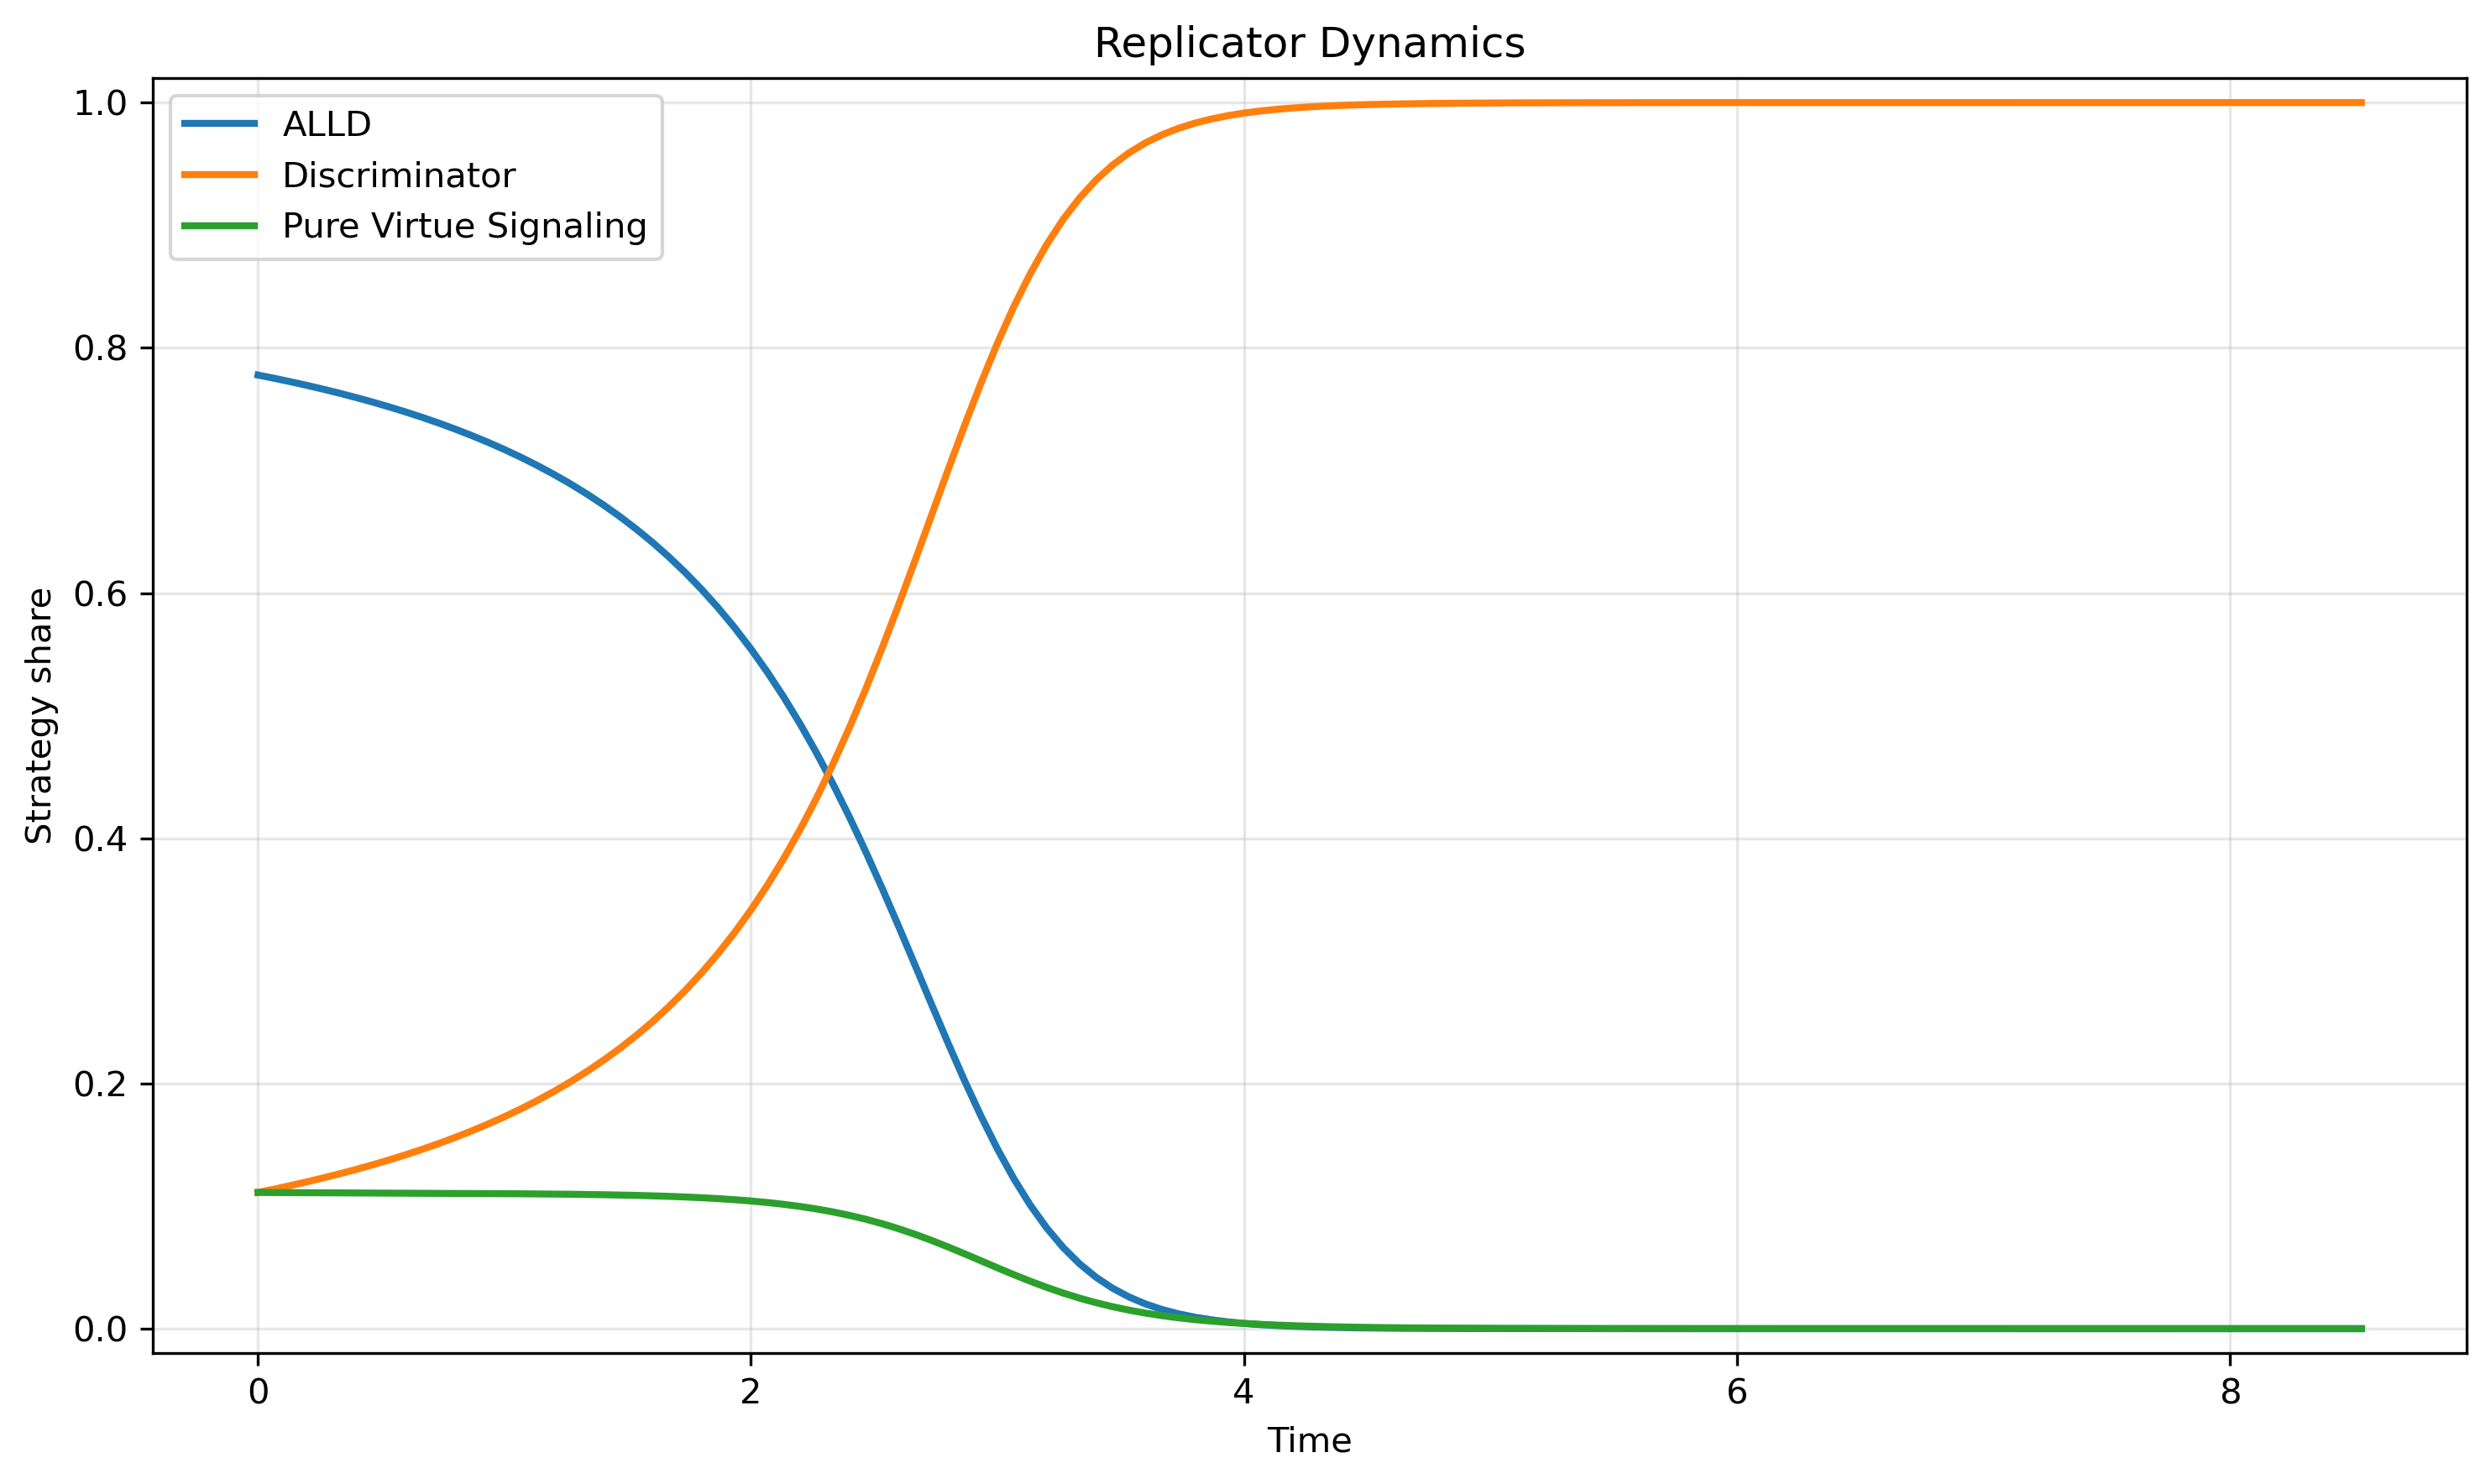 Replicator Dynamics
ALLD
Discriminator
Pure Virtue Signaling
1.0
0.8
0.6
0.4
0.2
0.0
Strategy share
0 2 4 6 8
Time